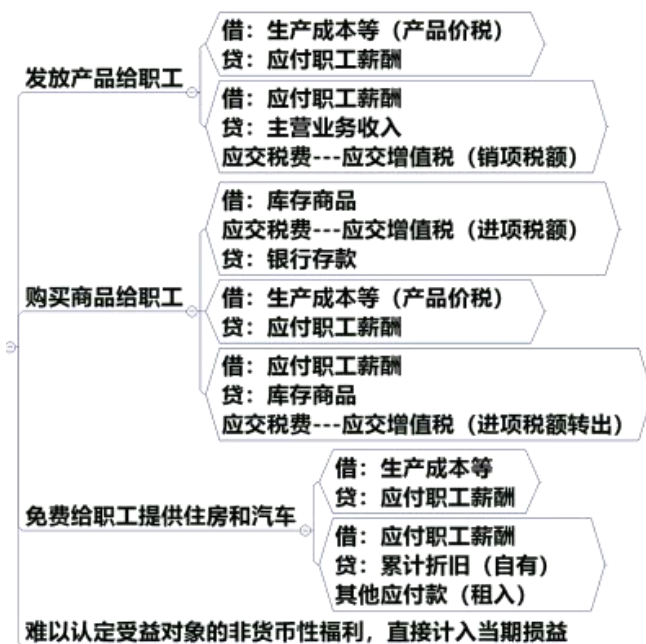 借：生产成本等（产品价税）
贷：应付职工薪酬
发放产品给职工
借：应付职工薪酬
贷：主营业务收入
应交税费---应交增值税（销项税额）
借：库存商品
应交税费---应交增值税（进项税额）
贷：银行存款
购买商品给职工
借：生产成本等（产品价税）
贷：应付职工薪酬
借：应付职工薪酬
贷：库存商品
应交税费---应交增值税（进项税额转出）
借：生产成本等
贷：应付职工薪酬
免费给职工提供住房和汽车
借：应付职工薪酬
贷：累计折旧（自有）
其他应付款（租入）
难以认定受益对象的非货币性福利，直接计入当期损益